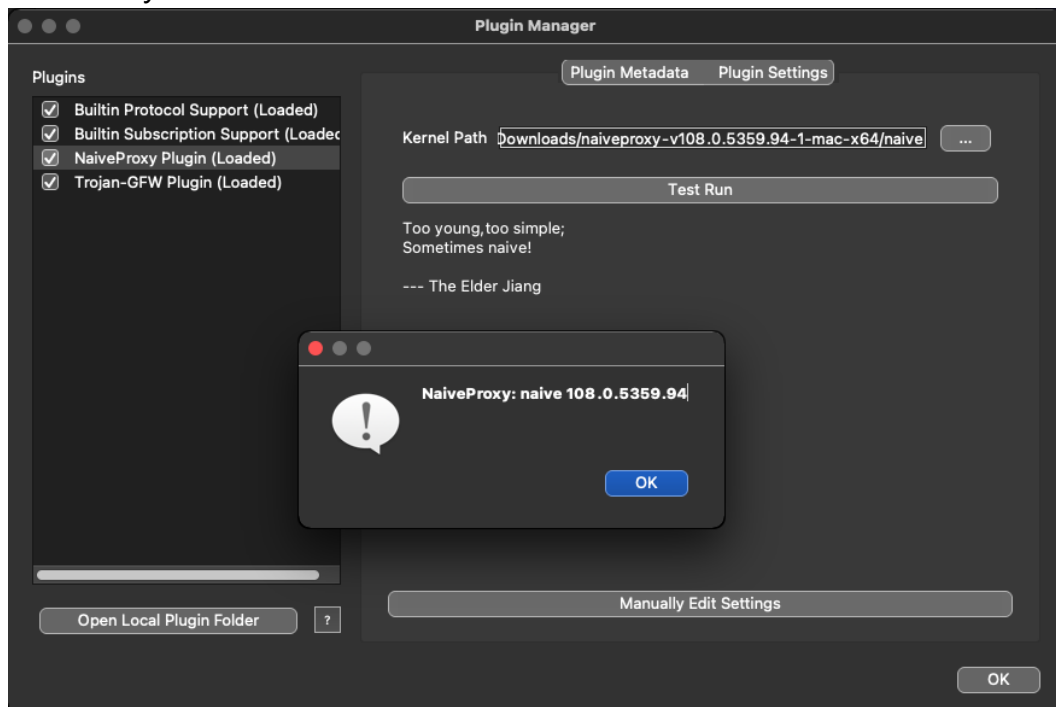 Plugin Manager
Plugins
Builtin Protocol Support (Loaded)
Builtin Subscription Support (Loadec
NaiveProxy Plugin (Loaded)
Trojan-GFW Plugin (Loaded)
Open Local Plugin Folder ?
Plugin Metadata Plugin Settings
Kernel Path Downloads/naiveproxy-v108.0.5359.94-1-mac-x64/naive ...
Test Run
Too young,too simple;
Sometimes naive!
--- The Elder Jiang
NaiveProxy: naive 108.0.5359.94
OK
Manually Edit Settings
OK